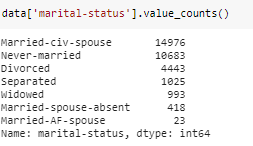 data['marital-status'].value_counts()
Married-civ-spouse 14976
Never-married 10683
Divorced 4443
Separated 1025
Widowed 993
Married-spouse-absent 418
Married-AF-spouse 23
Name: marital-status, dtype: int64